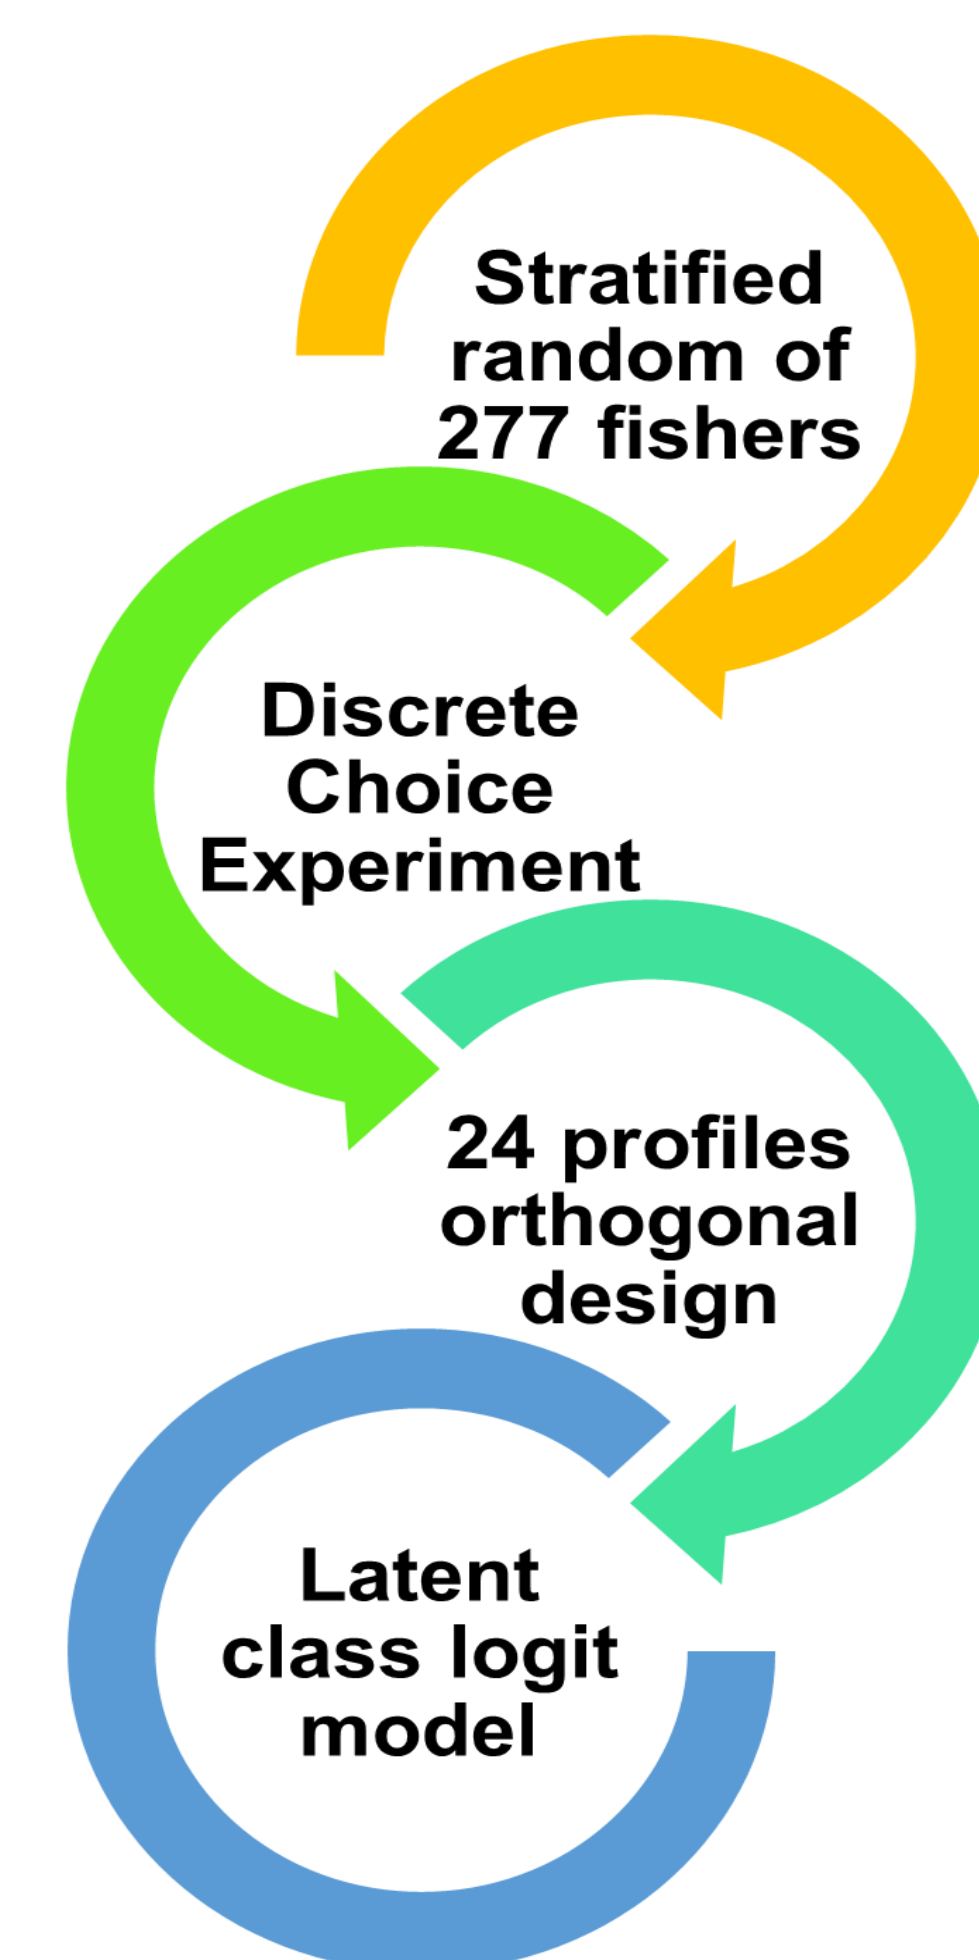 Stratified
random of
277 fishers
Discrete
Choice
Experiment
24 profiles
orthogonal
design
Latent
class logit
model